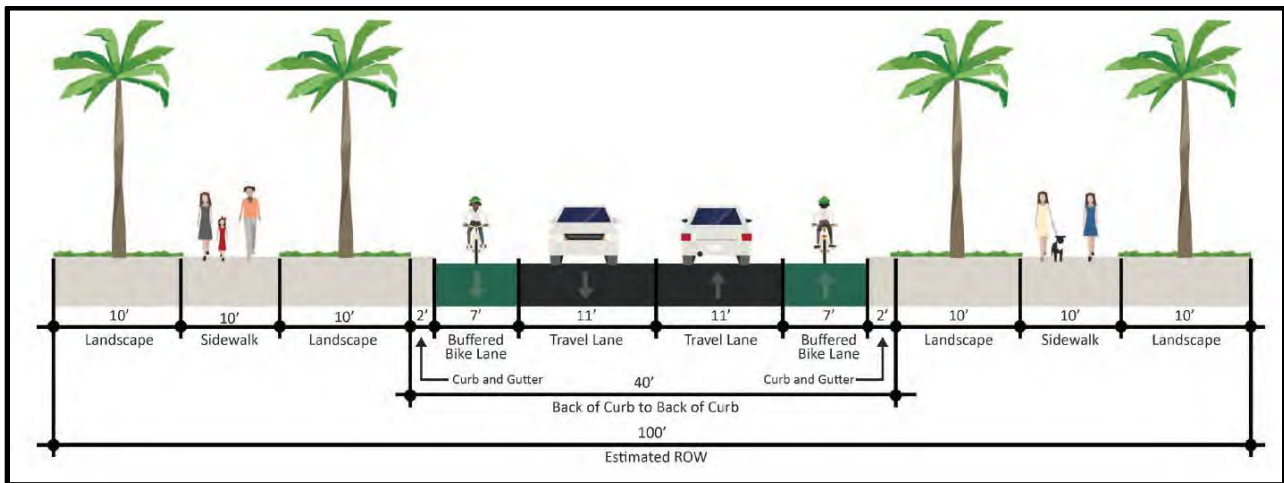 10’ 10’ 10’ 2’ 7’ 11’ 11’ 7’ 2’ 10’ 10’ 10’
Landscape Sidewalk Landscape Buffered Bike Lane Travel Lane Travel Lane Buffered Bike Lane Landscape Sidewalk Landscape
Curb and Gutter Curb and Gutter
40’
Back of Curb to Back of Curb
100’
Estimated ROW